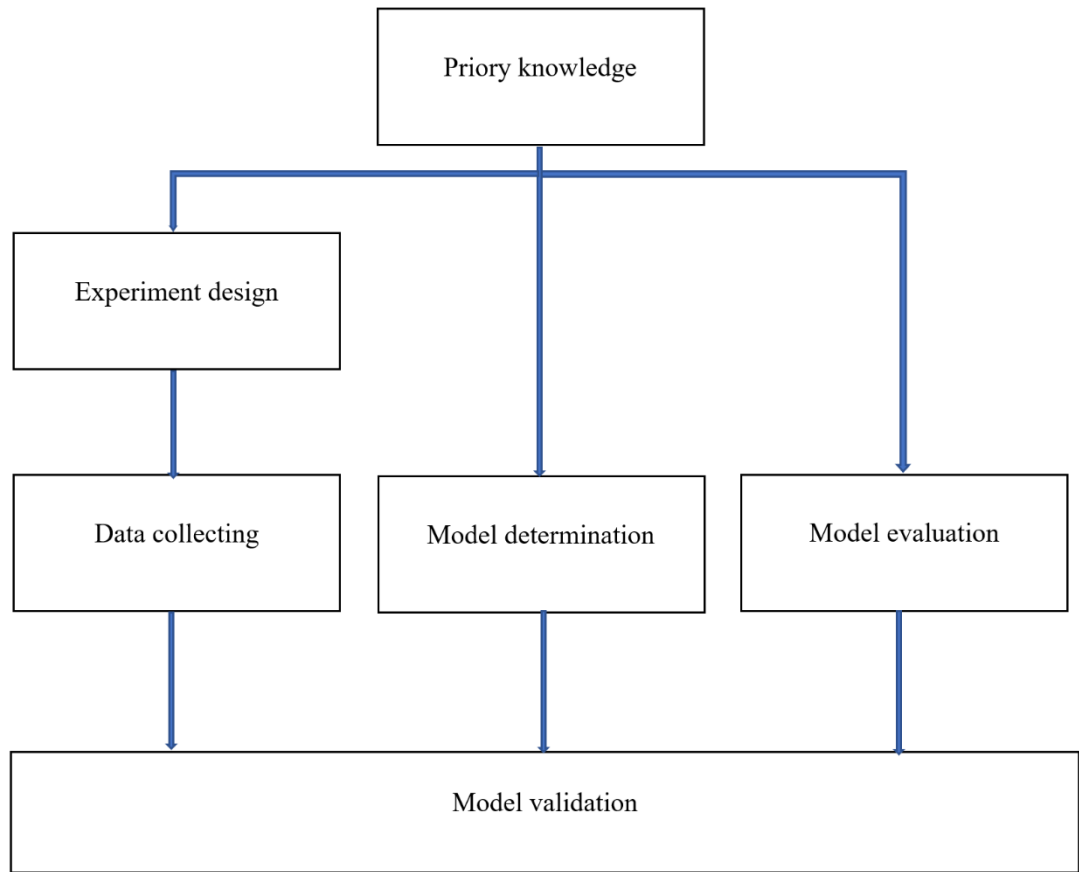 Priory knowledge
Experiment design
Data collecting
Model determination
Model evaluation
Model validation